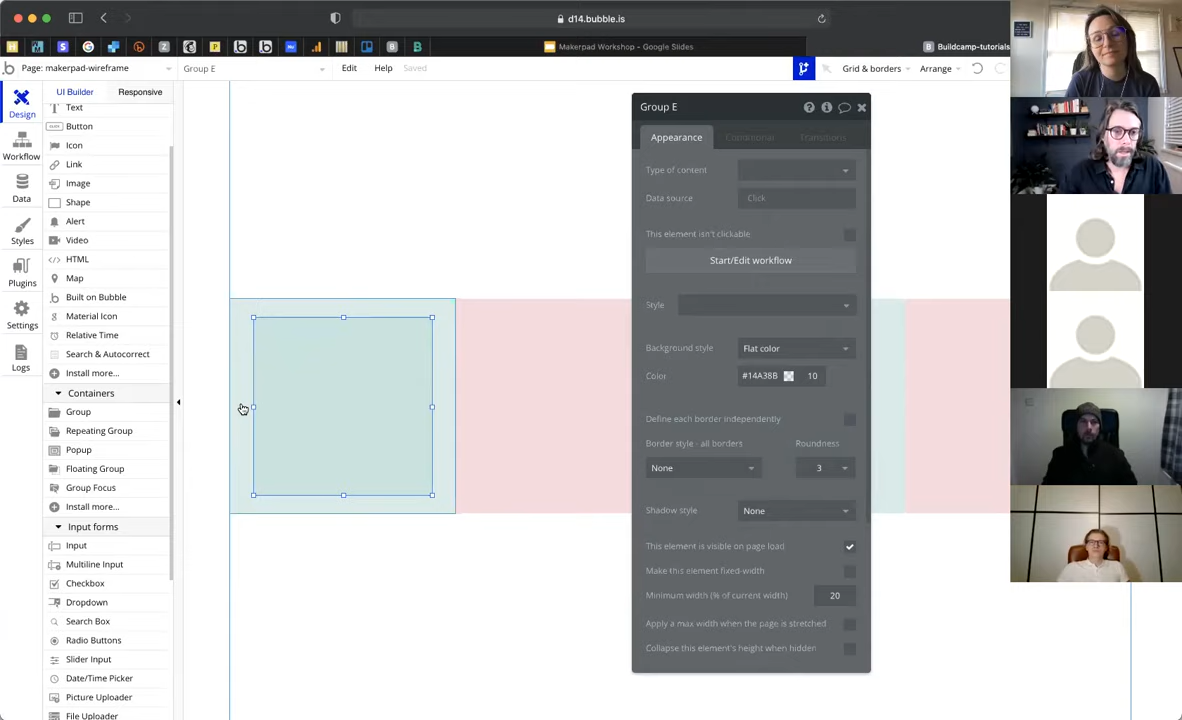 d14.bubble.is
Makerpad Workshop – Google Slides
Buildcamp-tutorials
Page: makerpad-wireframe
Group E
Edit
Help
Saved
Grid & borders
Arrange
UI Builder
Responsive
Design
Workflow
Data
Styles
Plugins
Settings
Logs
Text
Button
Icon
Link
Image
Shape
Alert
Video
HTML
Map
Built on Bubble
Material Icon
Relative Time
Search & Autocorrect
Install more...
Containers
Group
Repeating Group
Popup
Floating Group
Group Focus
Install more...
Input forms
Input
Multiline Input
Checkbox
Dropdown
Search Box
Radio Buttons
Slider Input
Date/Time Picker
Picture Uploader
File Uploader
Group E
Appearance
Conditional
Transitions
Type of content
Data source
Click
This element isn't clickable
Start/Edit workflow
Style
Background style
Flat color
Color
#14A38B
10
Define each border independently
Border style - all borders
Roundness
None
3
Shadow style
None
This element is visible on page load
Make this element fixed-width
Minimum width (% of current width)
20
Apply a max width when the page is stretched
Collapse this element's height when hidden